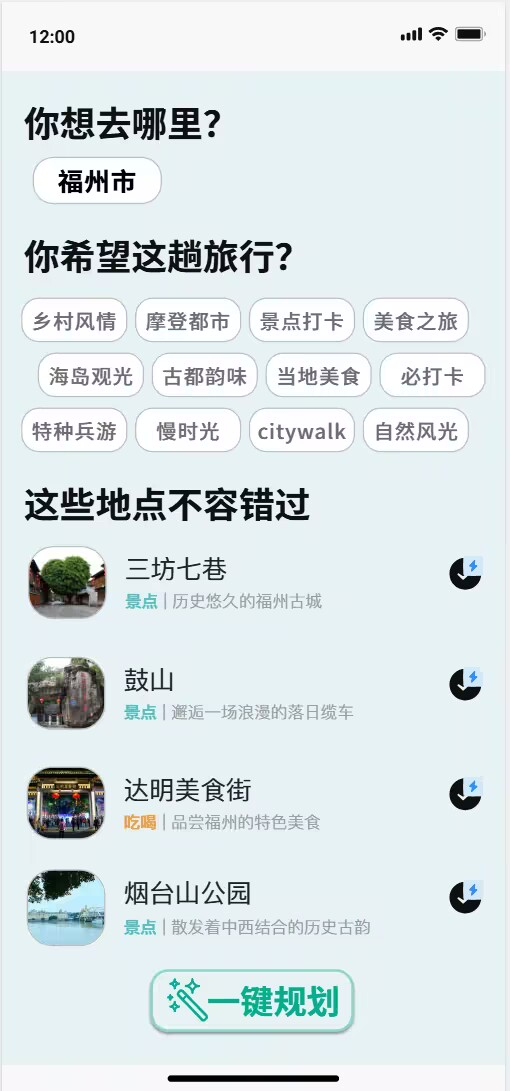 12:00
你想去哪里？
福州市
你希望这趟旅行？
乡村风情 摩登都市 景点打卡 美食之旅
海岛观光 古都韵味 当地美食 必打卡
特种兵游 慢时光 citywalk 自然风光
这些地点不容错过
三坊七巷
景点 | 历史悠久的福州古城
鼓山
景点 | 邂逅一场浪漫的落日缆车
达明美食街
吃喝 | 品尝福州的特色美食
烟台山公园
景点 | 散发着中西结合的历史古韵
一键规划